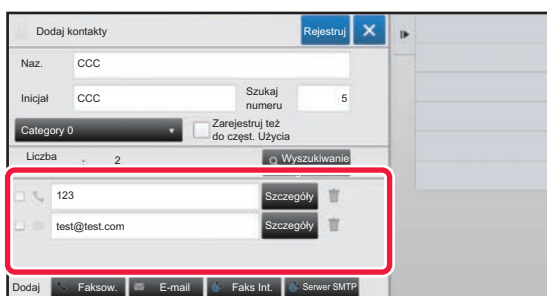 Dodaj kontakty Rejestruj
Naz. CCC
Inicjał CCC Szukaj numeru 5
Category 0 Zarejestruj też do częst. Użycia
Liczba : 2 Wyszukiwanie
123 Szczegóły
test@test.com Szczegóły
Dodaj Faksow. E-mail Faks Int. Serwer SMTP